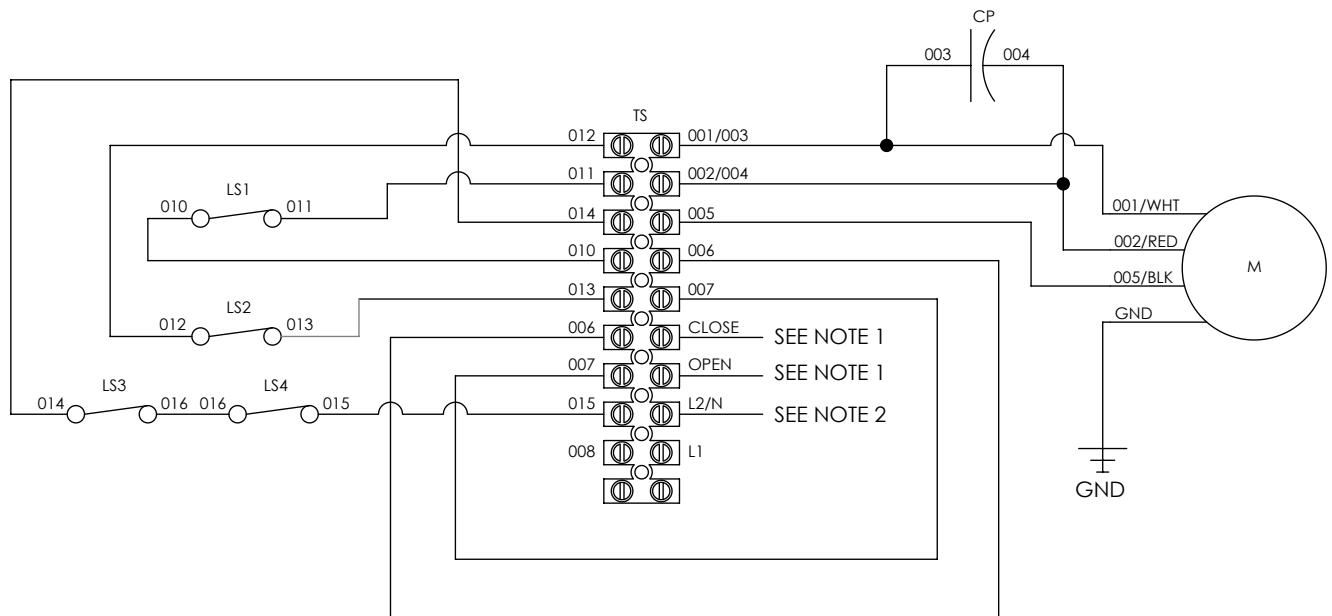 CP
003 004
TS
012 001/003
011 002/004
LS1
010 011
014 005
001/WHT
010 006
002/RED
M
013 007
005/BLK
LS2
012 013
GND
006 CLOSE SEE NOTE 1
007 OPEN SEE NOTE 1
LS3 LS4
014 016 016 015
015 L2/N SEE NOTE 2
008 L1
GND